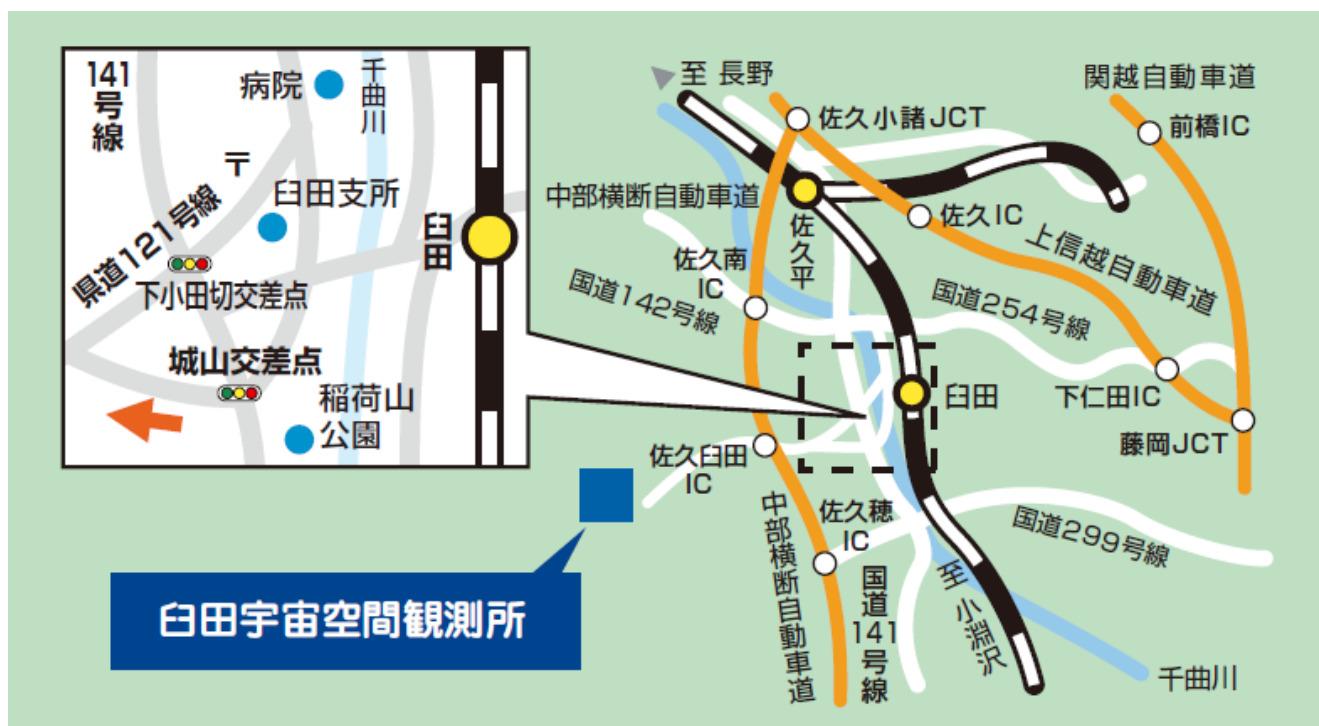 141
号
線
病院
千曲川
〒
臼田支所
県道121号線
下小田切交差点
臼田
城山交差点
稲荷山
公園
至 長野
佐久小諸JCT
関越自動車道
前橋IC
中部横断自動車道
佐久平
佐久IC
上信越自動車道
佐久南
IC
国道142号線
国道254号線
臼田
下仁田IC
藤岡JCT
佐久臼田
IC
佐久穂
IC
国道299号線
中部横断自動車道
国道
141
号線
至 小淵沢
千曲川
臼田宇宙空間観測所